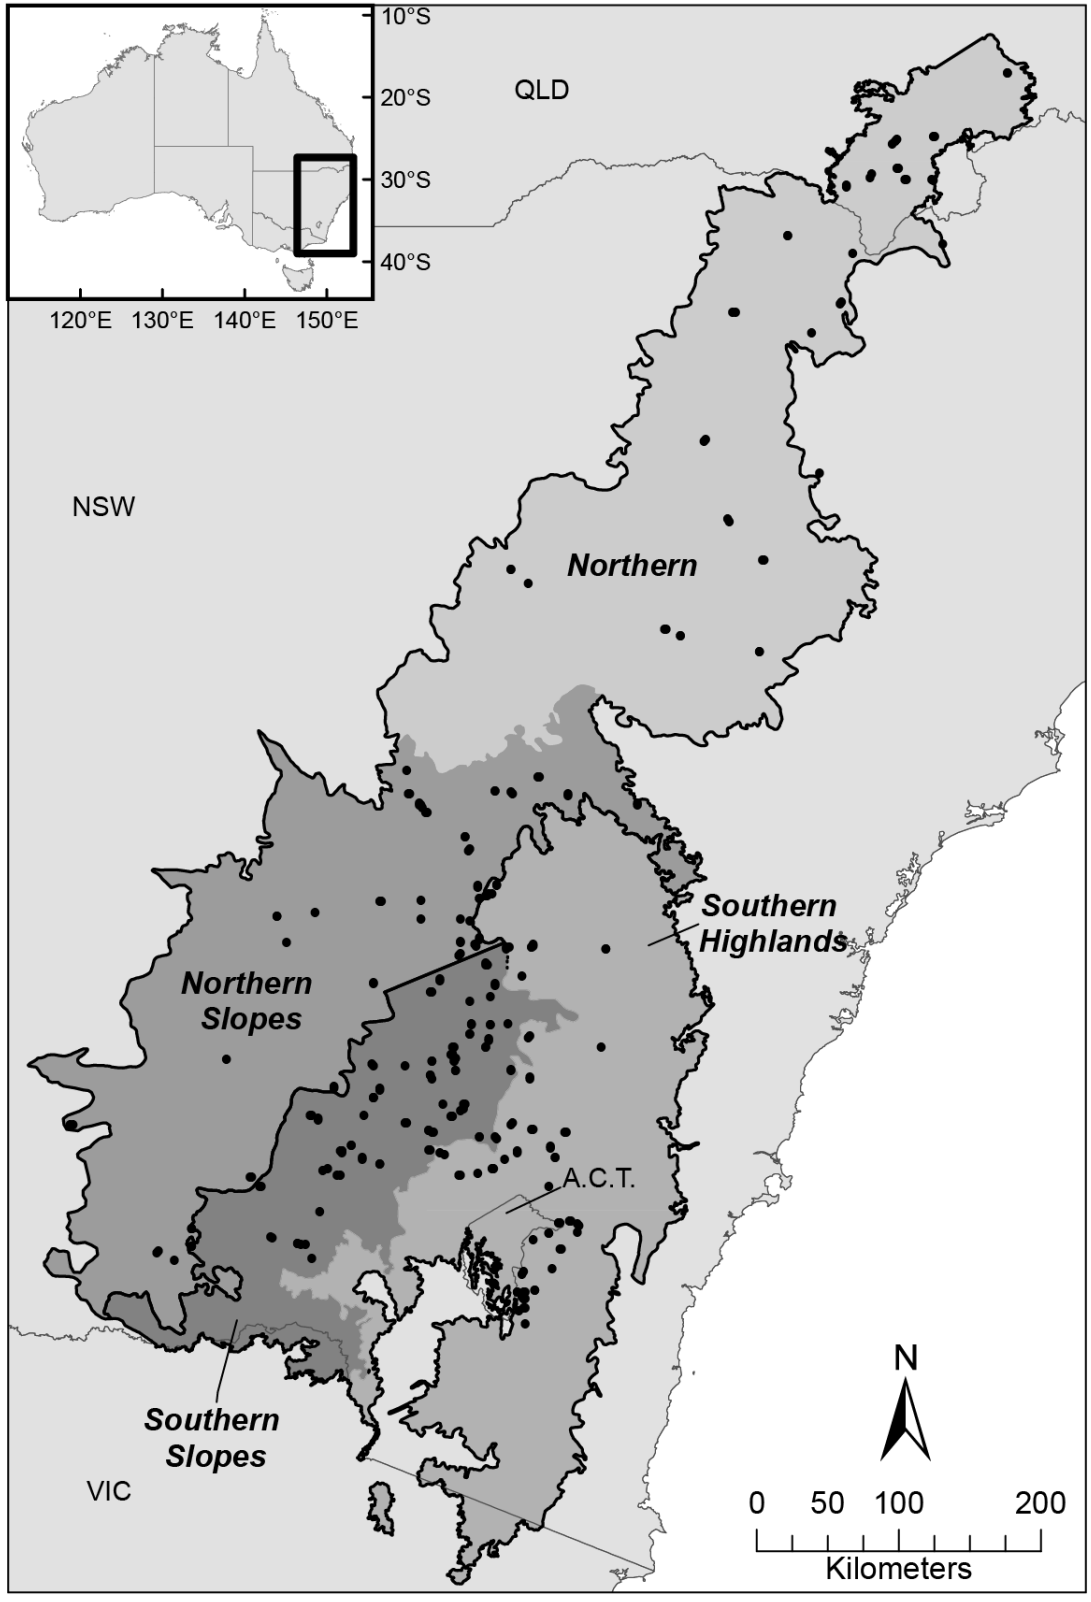 10°S
20°S
30°S
40°S
120°E 130°E 140°E 150°E
QLD
NSW
Northern
Southern
Highlands
Northern
Slopes
A.C.T.
Southern
Slopes
VIC
N
0 50 100 200
Kilometers